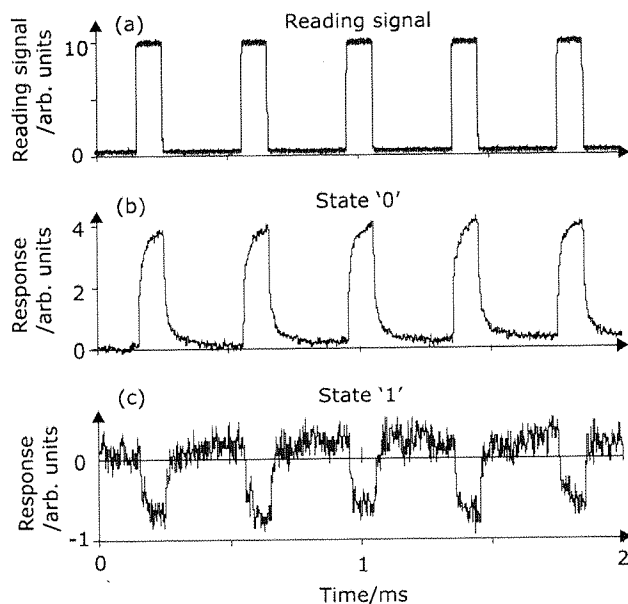 (a) Reading signal
Reading signal
/arb. units
10
0
(b) State '0'
Response
/arb. units
4
2
0
(c) State '1'
Response
/arb. units
0
-1
0 1 2
Time/ms